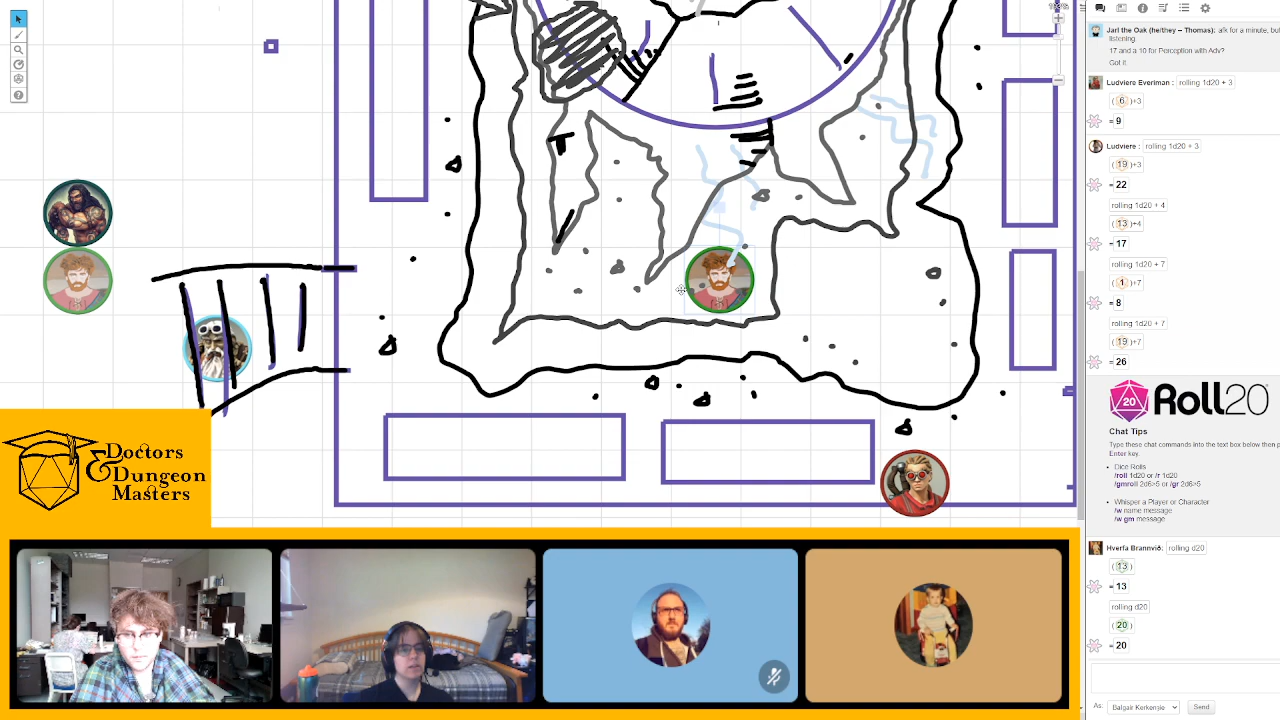 Jarl the Oak (he/they – Thomas): afk for a minute, but
listening
17 and a 10 for Perception with Adv?
Got it
Ludviere Everiman : rolling 1d20 + 3
(6)+3
= 9
Ludviere : rolling 1d20 + 3
(19)+3
= 22
rolling 1d20 + 4
(13)+4
= 17
rolling 1d20 + 7
(1)+7
= 8
rolling 1d20 + 7
(19)+7
= 26
20 Roll20
Chat Tips
Type these chat commands into the text box below then p
Enter key.
• Dice Rolls
/roll 1d20 or /r 1d20
/gmroll 2d6>5 or /gr 2d6>5
• Whisper a Player or Character
/w name message
/w gm message
Hverfa Brannvið: rolling d20
(13)
= 13
rolling d20
(20)
= 20
As: Balgair Kerkensie Send
Doctors
& Dungeon
Masters